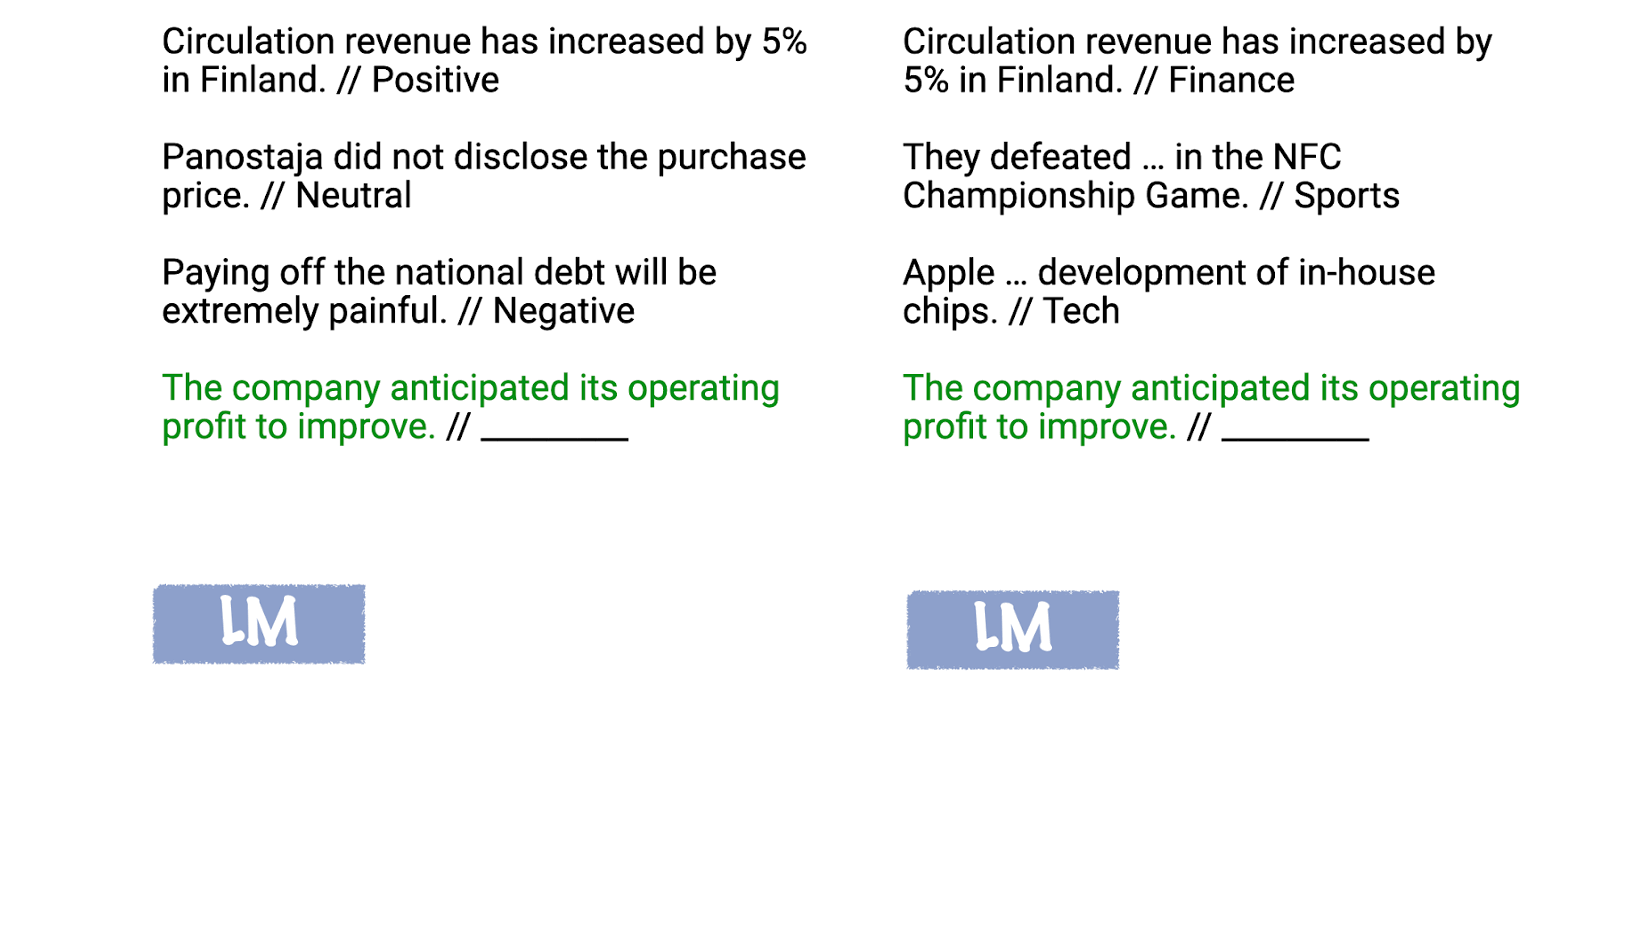 Circulation revenue has increased by 5%
in Finland. // Positive
Panostaja did not disclose the purchase
price. // Neutral
Paying off the national debt will be
extremely painful. // Negative
The company anticipated its operating
profit to improve. // _________
LM
Circulation revenue has increased by
5% in Finland. // Finance
They defeated … in the NFC
Championship Game. // Sports
Apple … development of in-house
chips. // Tech
The company anticipated its operating
profit to improve. // _________
LM